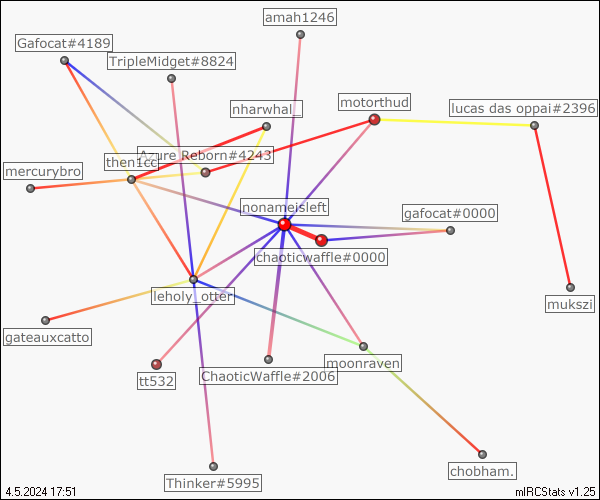 amah1246
Gafocat#4189
TripleMidget#8824
nharwhal_
motorthud
lucas das oppai#2396
Azure Reborn#4243
then1cc
mercurybro
nonameisleft
gafocat#0000
chaoticwaffle#0000
leholy_otter
mukszi
gateauxcatto
moonraven
tt532
ChaoticWaffle#2006
chobham.
Thinker#5995
4.5.2024 17:51
mIRCStats v1.25